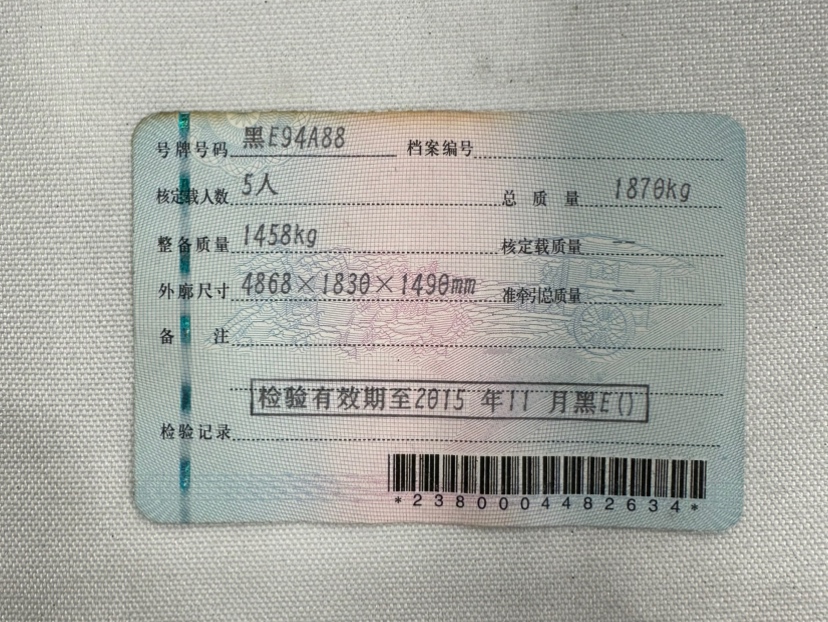 号牌号码 黑E94A88 档案编号
核定载人数 5人 总质量 1870kg
整备质量 1458kg 核定载质量 --
外廓尺寸 4868×1830×1490mm 准牵引总质量 --
备注
检验有效期至2015 年11 月黑E()
检验记录
*2380004482634*